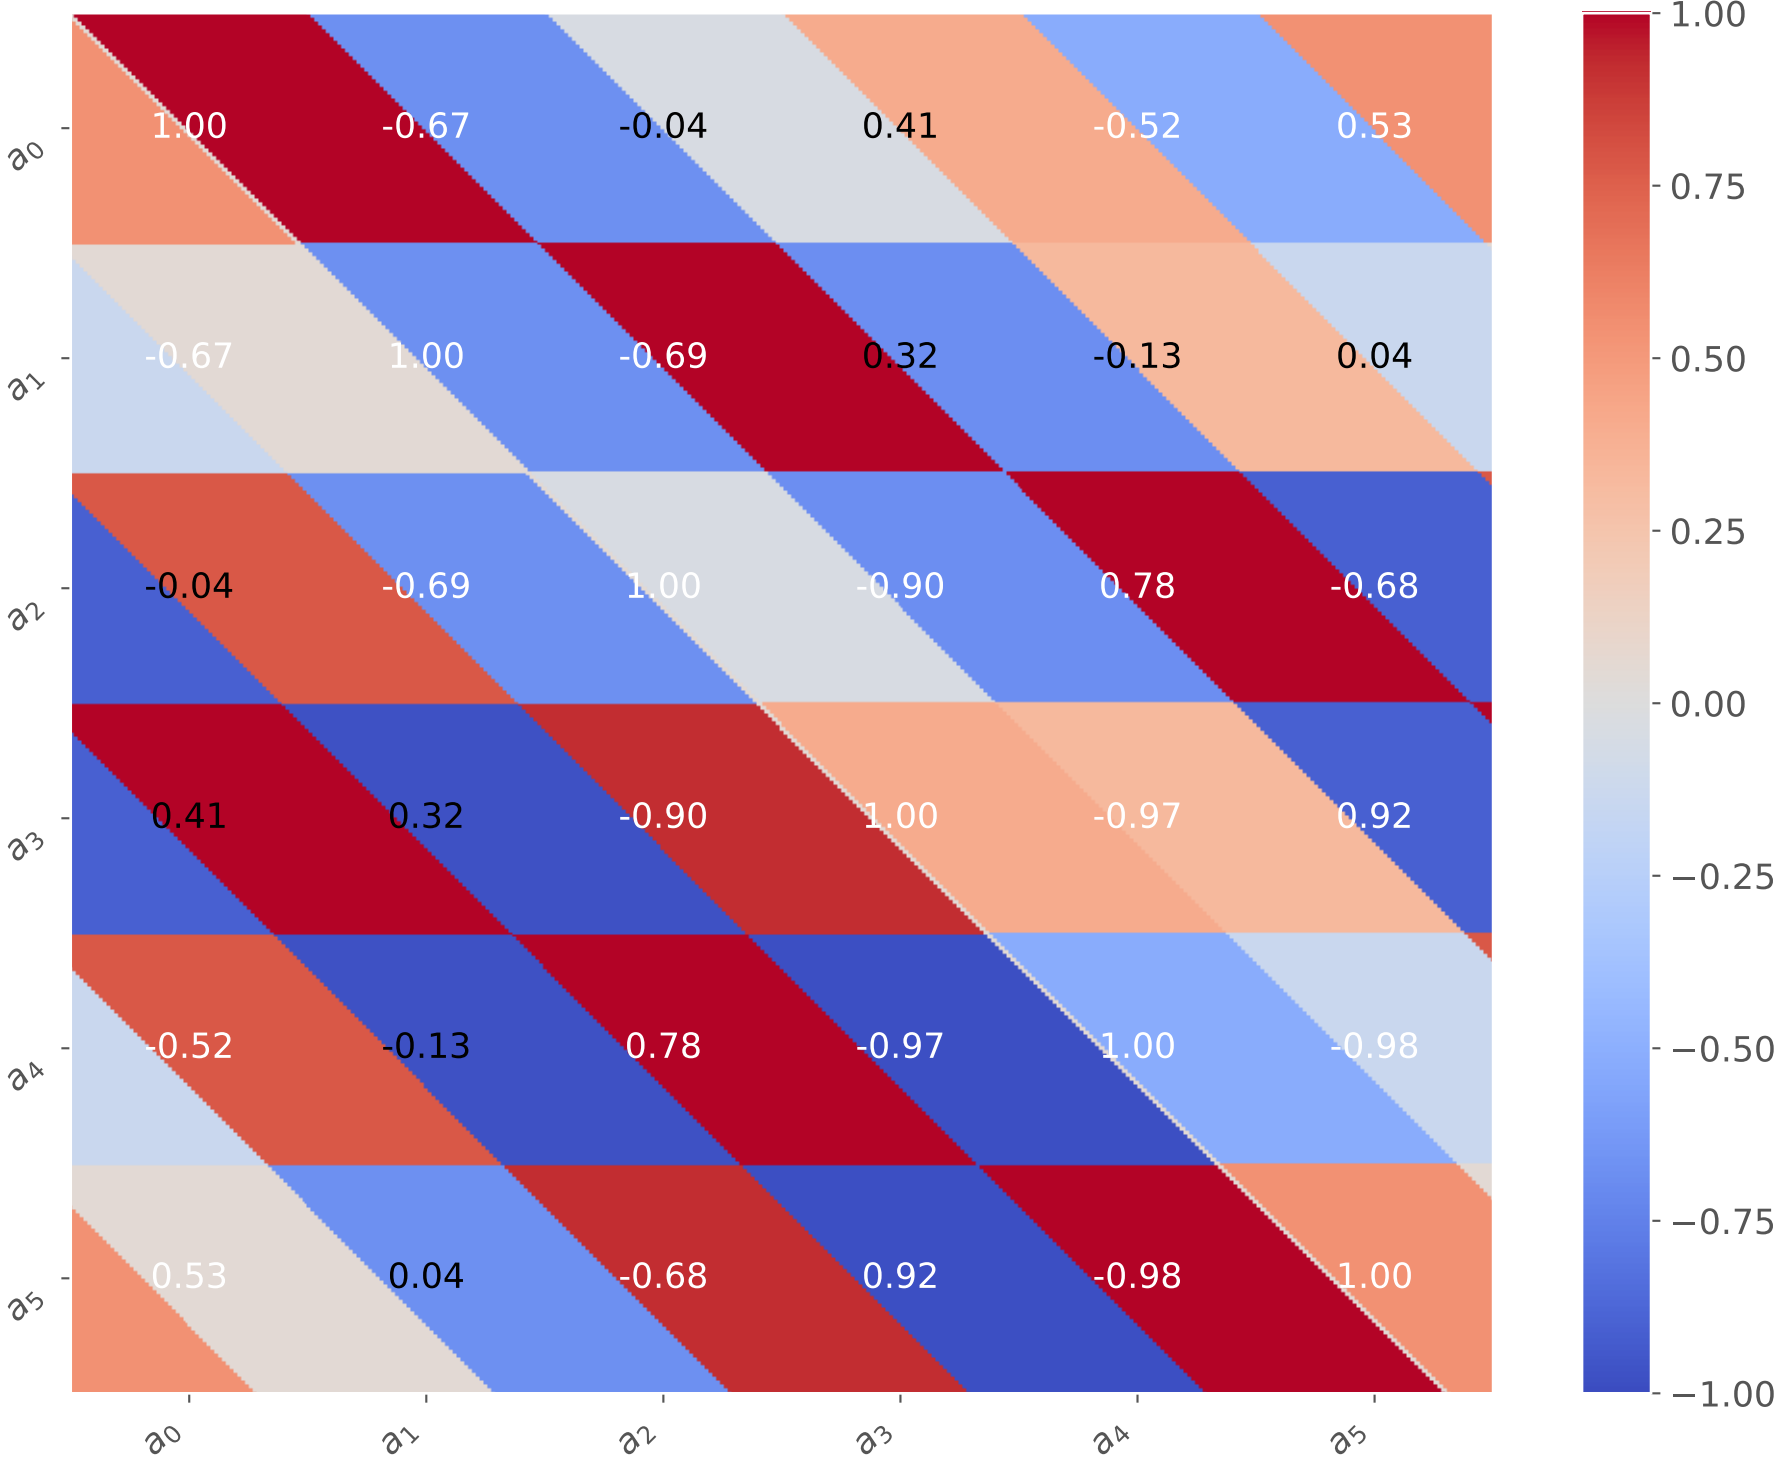 1.00
a0 1.00 -0.67 -0.04 0.41 -0.52 0.53
0.75
a1 -0.67 1.00 -0.69 0.32 -0.13 0.04
0.50
0.25
a2 -0.04 -0.69 1.00 -0.90 0.78 -0.68
0.00
a3 0.41 0.32 -0.90 1.00 -0.97 0.92
−0.25
a4 -0.52 -0.13 0.78 -0.97 1.00 -0.98
−0.50
−0.75
a5 0.53 0.04 -0.68 0.92 -0.98 1.00
−1.00
a0 a1 a2 a3 a4 a5